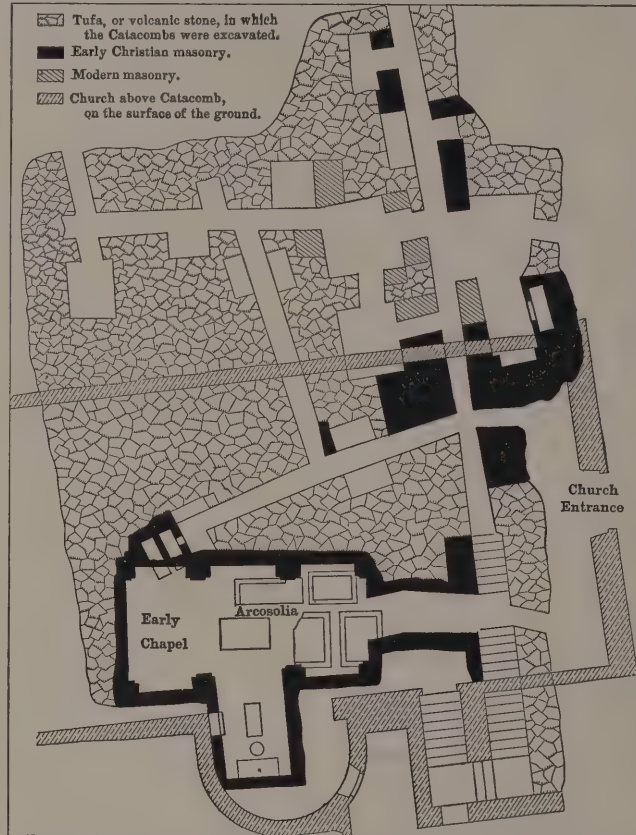 Tufa, or volcanic stone, in which
the Catacombs were excavated.
Early Christian masonry.
Modern masonry.
Church above Catacomb,
on the surface of the ground.
Church
Entrance
Arcosolia
Early
Chapel